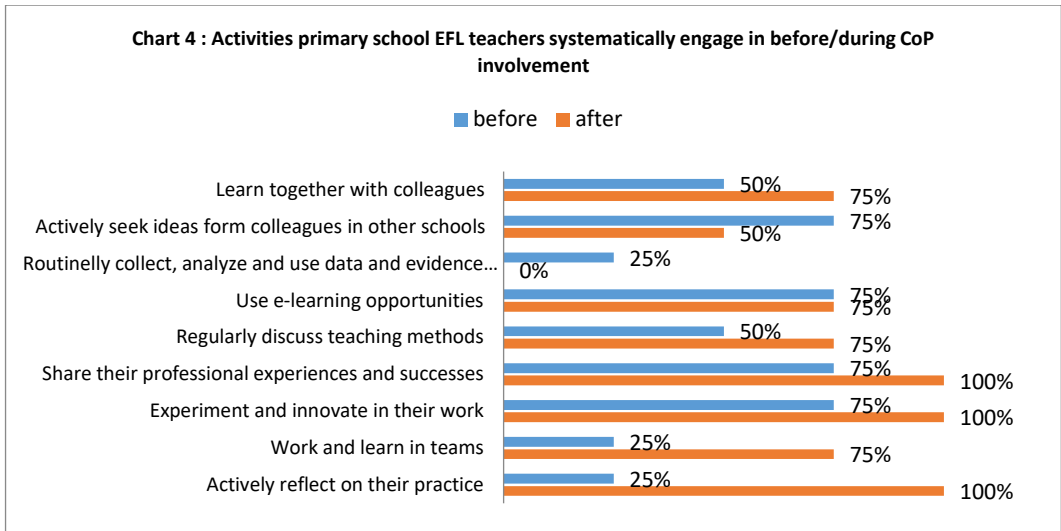 Chart 4 : Activities primary school EFL teachers systematically engage in before/during CoP
involvement
before after
Learn together with colleagues 50%
75%
Actively seek ideas form colleagues in other schools 75%
50%
Routinelly collect, analyze and use data and evidence... 25%
0%
Use e-learning opportunities 75%
75%
Regularly discuss teaching methods 50%
75%
Share their professional experiences and successes 75%
100%
Experiment and innovate in their work 75%
100%
Work and learn in teams 25%
75%
Actively reflect on their practice 25%
100%